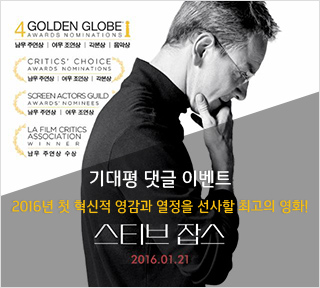 4 GOLDEN GLOBE®
AWARDS NOMINATIONS
남우 주연상 | 여우 조연상 | 각본상 | 음악상
CRITICS' CHOICE
AWARDS NOMINATIONS
남우 주연상 | 여우 조연상 | 각본상
SCREEN ACTORS GUILD
AWARDS NOMINEES
남우 주연상 | 여우 조연상
LA FILM CRITICS
ASSOCIATION
WINNER
남우 주연상 수상
기대평 댓글 이벤트
2016년 첫 혁신적 영감과 열정을 선사할 최고의 영화!
스티브 잡스
2016.01.21